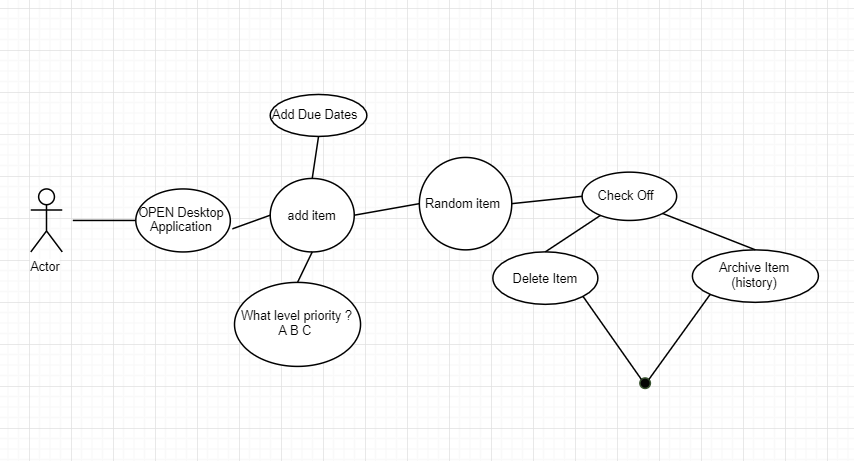 Actor
OPEN Desktop
Application
Add Due Dates
add item
What level priority ?
A B C
Random item
Check Off
Delete Item
Archive Item
(history)